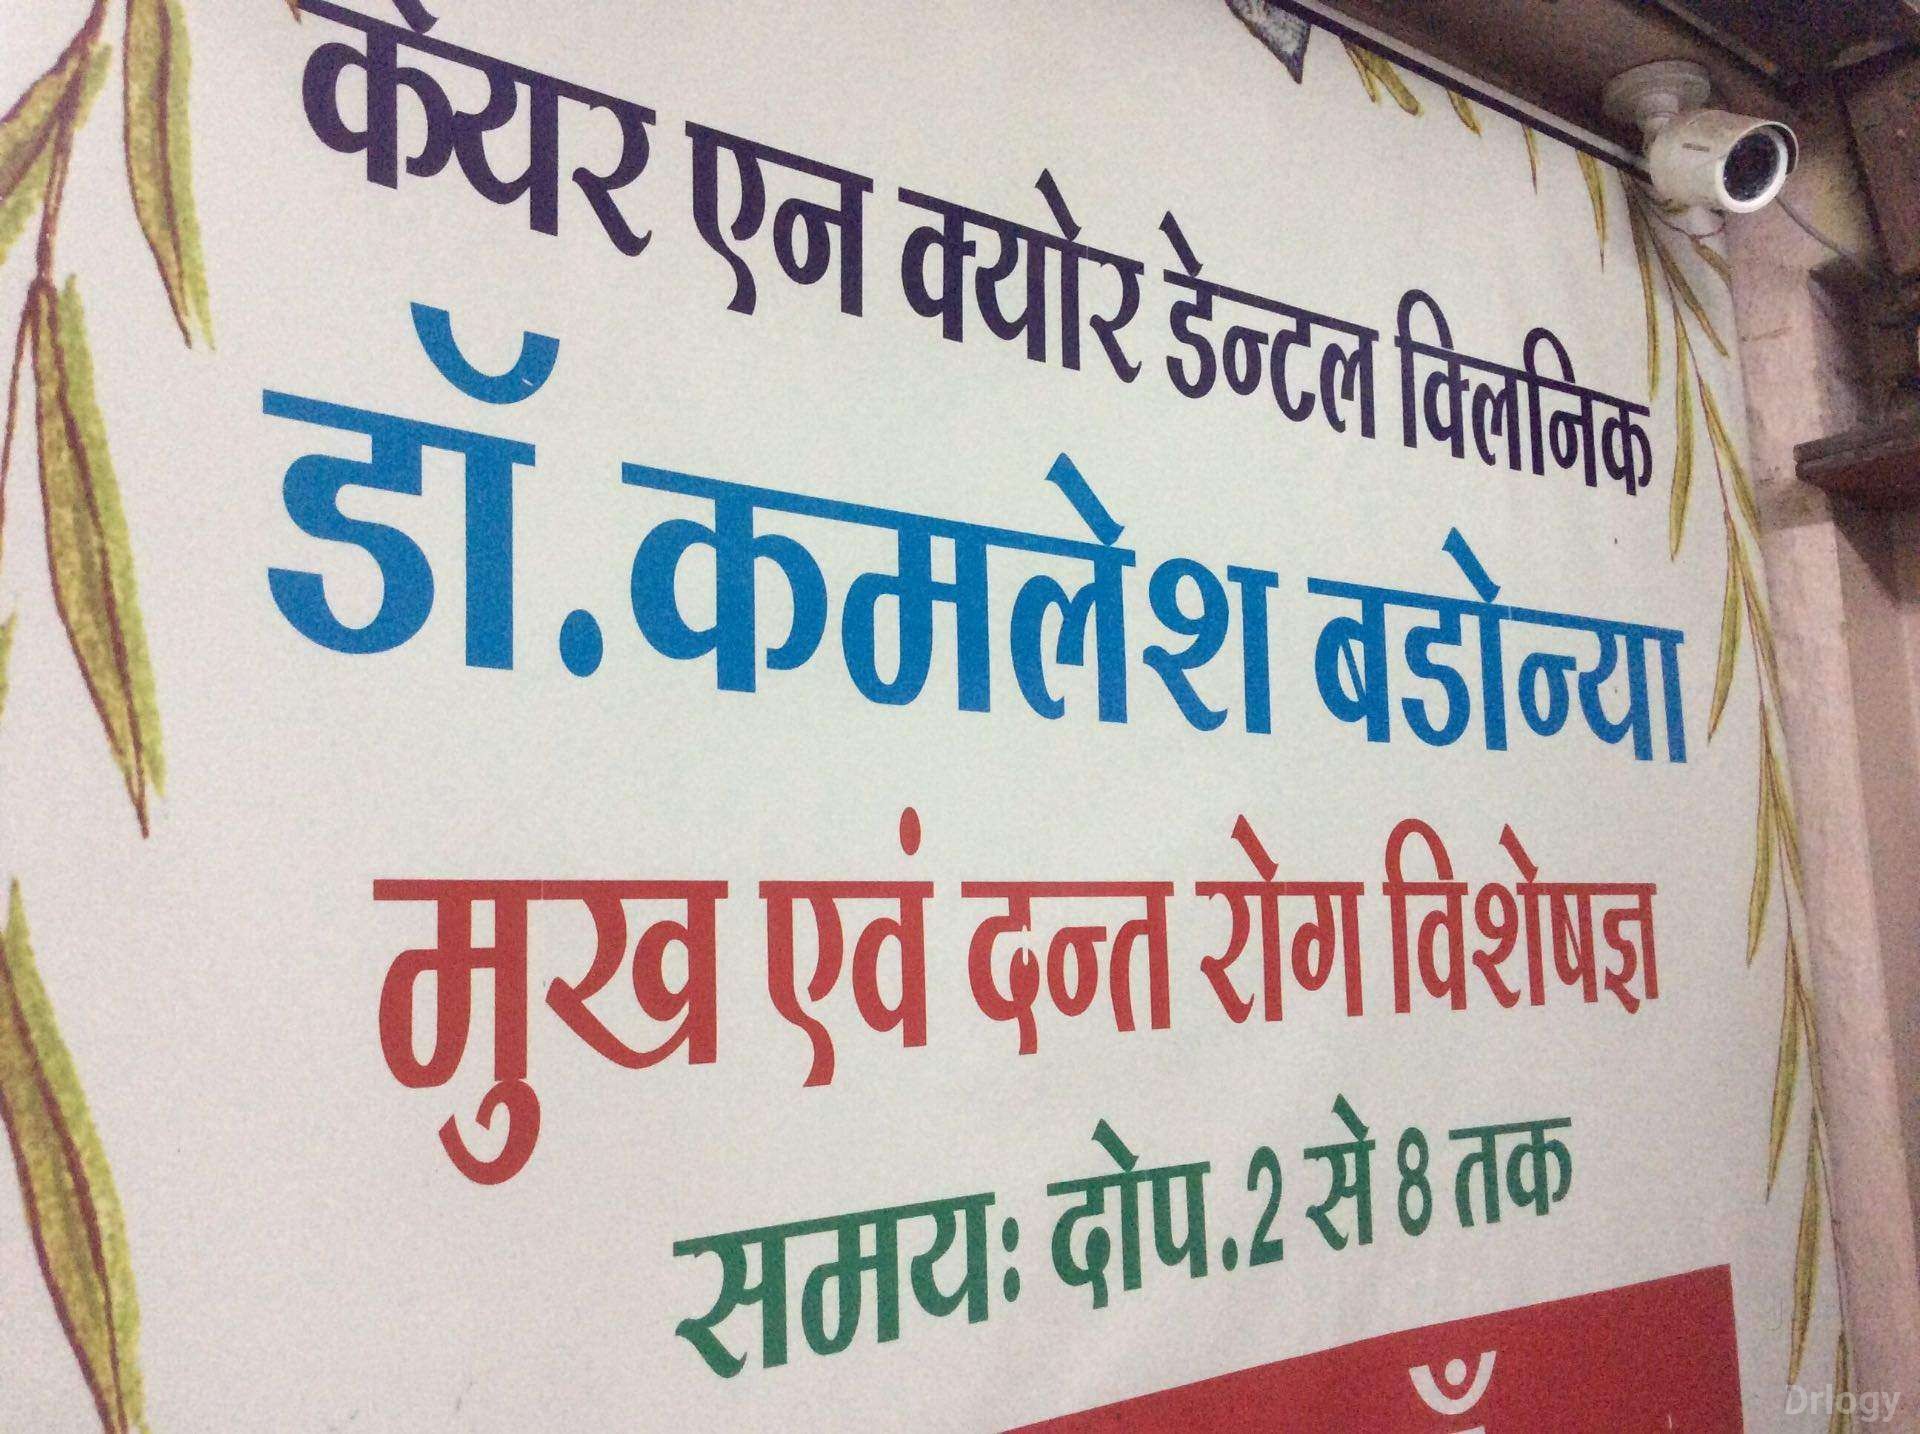 केयर एन क्योर डेन्टल क्लिनिक
डॉ. कमलेश बडोन्या
मुख एवं दन्त रोग विशेषज्ञ
समयः दोप. 2 से 8 तक
Drlogy